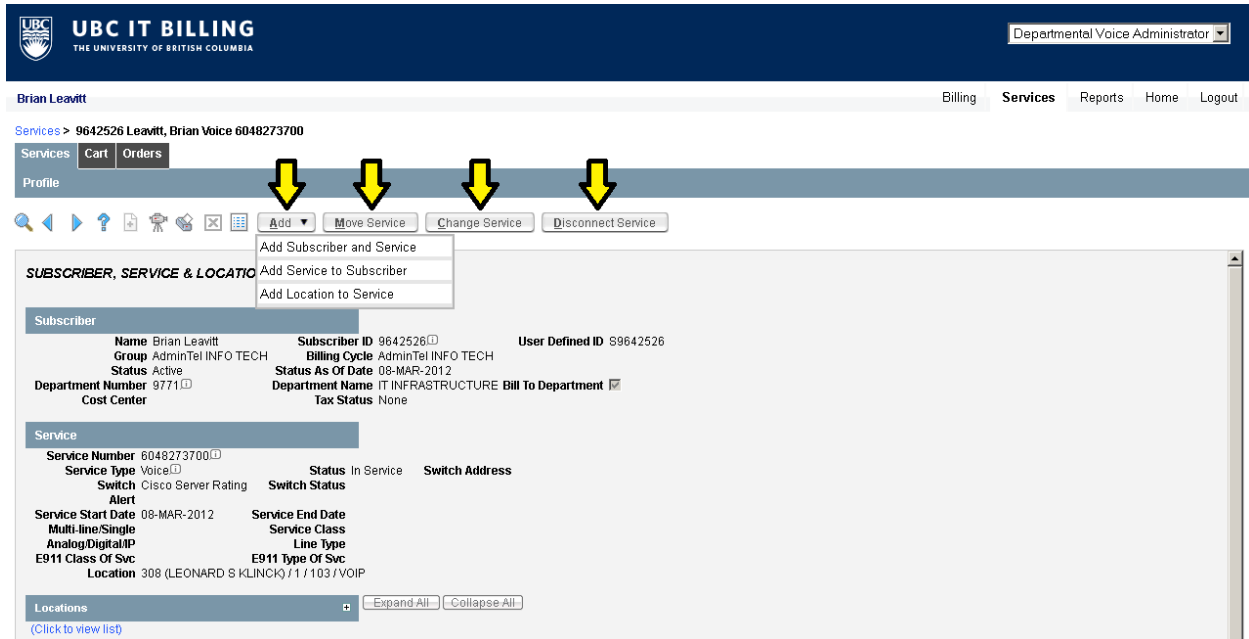 UBC
UBC IT BILLING
THE UNIVERSITY OF BRITISH COLUMBIA
Departmental Voice Administrator
Brian Leavitt
Billing Services Reports Home Logout
Services > 9642526 Leavitt, Brian Voice 6048273700
Services Cart Orders
Profile
Add Move Service Change Service Disconnect Service
Add Subscriber and Service
Add Service to Subscriber
Add Location to Service
SUBSCRIBER, SERVICE & LOCATIO
Subscriber
Name Brian Leavitt Subscriber ID 9642526 User Defined ID S9642526
Group AdminTel INFO TECH Billing Cycle AdminTel INFO TECH
Status Active Status As Of Date 08-MAR-2012
Department Number 9771 Department Name IT INFRASTRUCTURE Bill To Department
Cost Center Tax Status None
Service
Service Number 6048273700
Service Type Voice Status In Service Switch Address
Switch Cisco Server Rating Switch Status
Alert
Service Start Date 08-MAR-2012 Service End Date
Multi-line/Single Service Class
Analog/Digital/IP Line Type
E911 Class Of Svc E911 Type Of Svc
Location 308 (LEONARD S KLINCK) / 1 / 103 / VOIP
Locations Expand All Collapse All
(Click to view list)